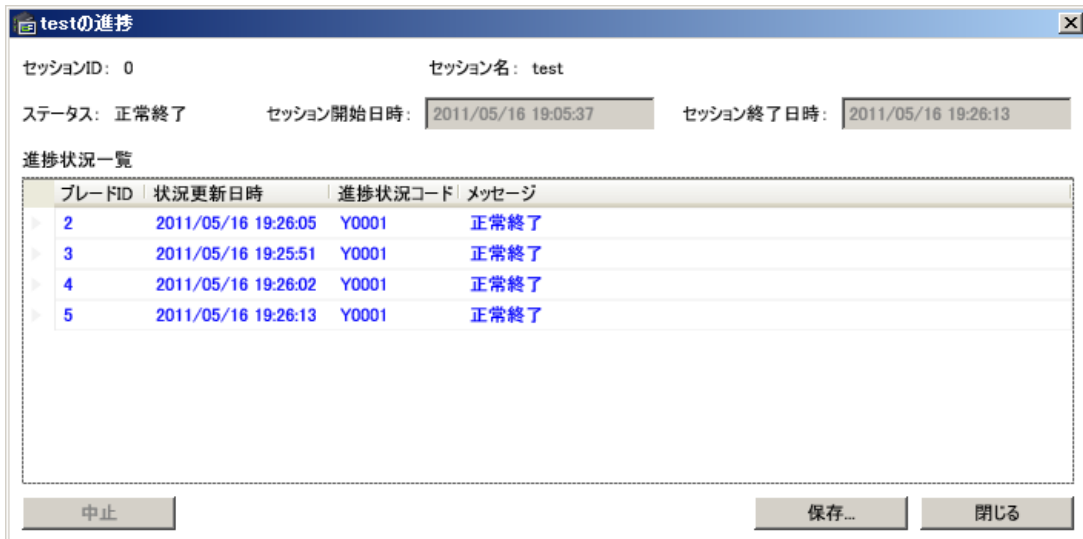 testの進捗
セッションID: 0 セッション名: test
ステータス: 正常終了 セッション開始日時: 2011/05/16 19:05:37 セッション終了日時: 2011/05/16 19:26:13
進捗状況一覧
ブレードID 状況更新日時 進捗状況コード メッセージ
2 2011/05/16 19:26:05 Y0001 正常終了
3 2011/05/16 19:25:51 Y0001 正常終了
4 2011/05/16 19:26:02 Y0001 正常終了
5 2011/05/16 19:26:13 Y0001 正常終了
中止 保存... 閉じる